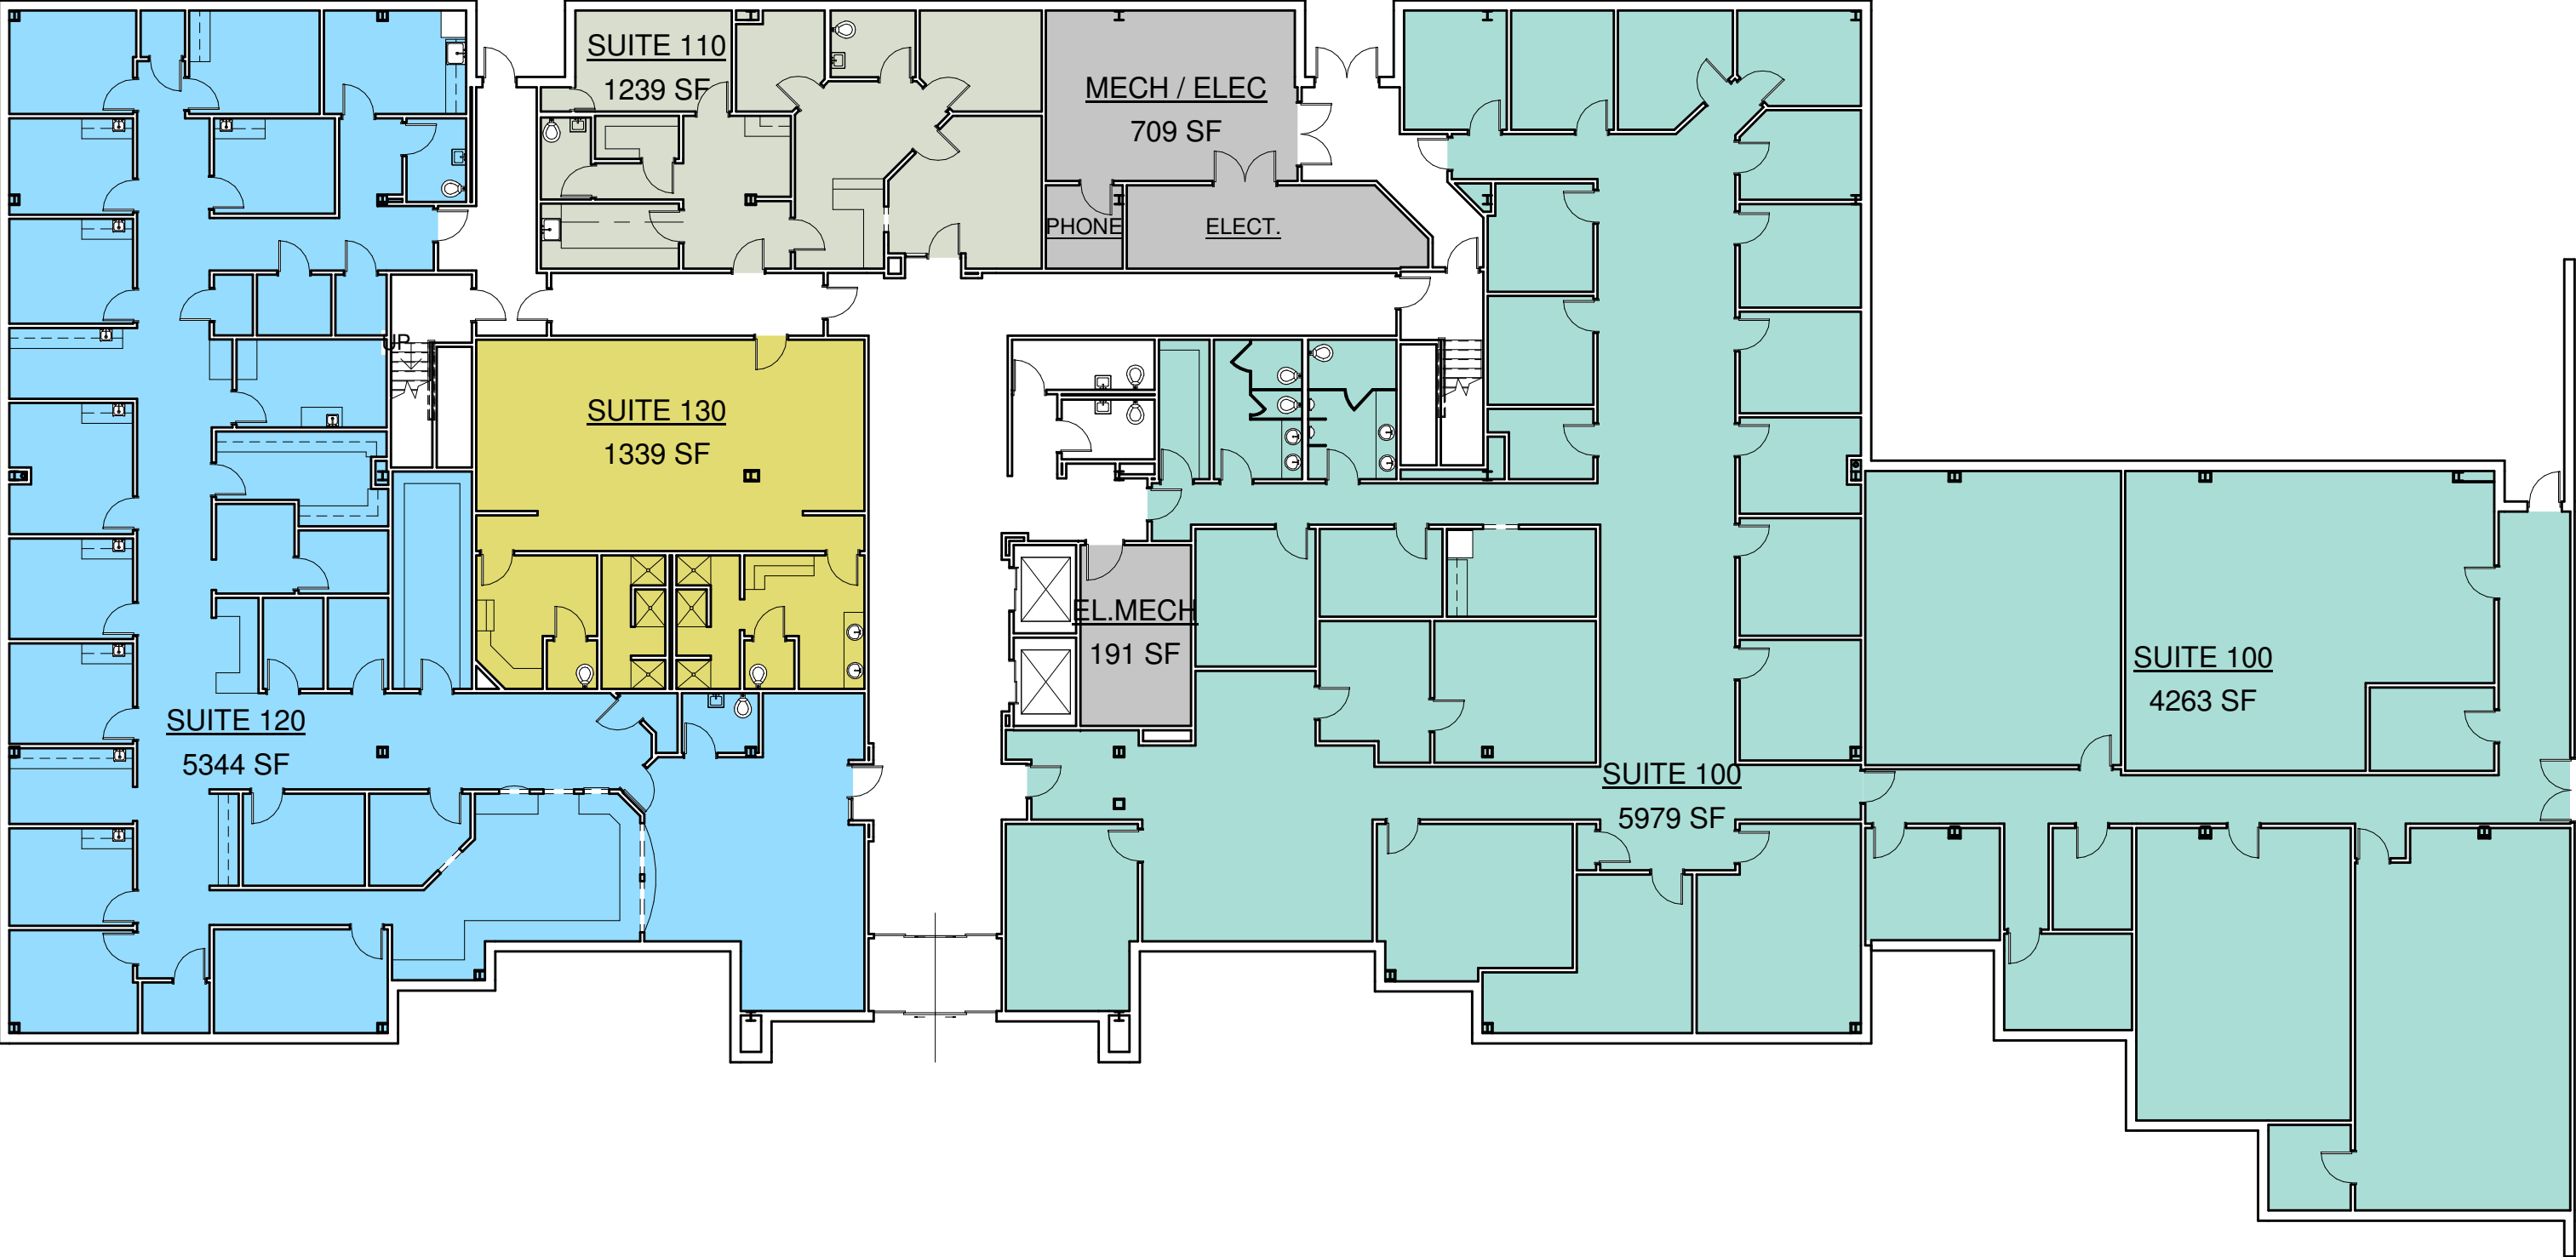 SUITE 110
1239 SF
MECH / ELEC
709 SF
PHONE
ELECT.
UP
SUITE 130
1339 SF
EL.MECH
191 SF
SUITE 100
4263 SF
SUITE 120
5344 SF
SUITE 100
5979 SF